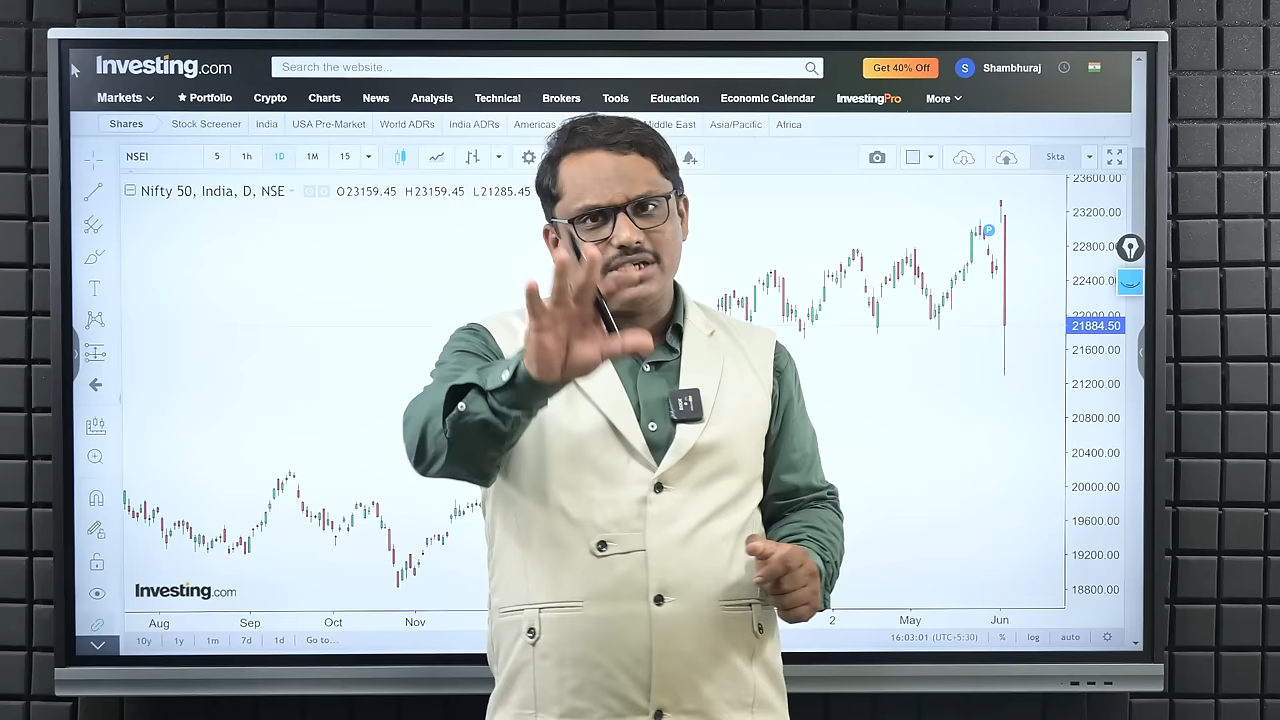 Investing.com
Search the website...
Get 40% Off
S
Shambhuraj
Markets
Portfolio
Crypto
Charts
News
Analysis
Technical
Brokers
Tools
Education
Economic Calendar
InvestingPro
More
Shares
Stock Screener
India
USA Pre-Market
World ADRs
India ADRs
Americas
Middle East
Asia/Pacific
Africa
NSEI
5
1h
1D
1M
15
Skta
Nifty 50, India, D, NSE
O23159.45 H23159.45 L21285.45
P
T
23600.00
23200.00
22800.00
22400.00
22000.00
21884.50
21600.00
21200.00
20800.00
20400.00
20000.00
19600.00
19200.00
18800.00
Investing.com
Aug
Sep
Oct
Nov
2
May
Jun
10y
1y
1m
7d
1d
Go to...
16:03:01 (UTC+5:30)
%
log
auto